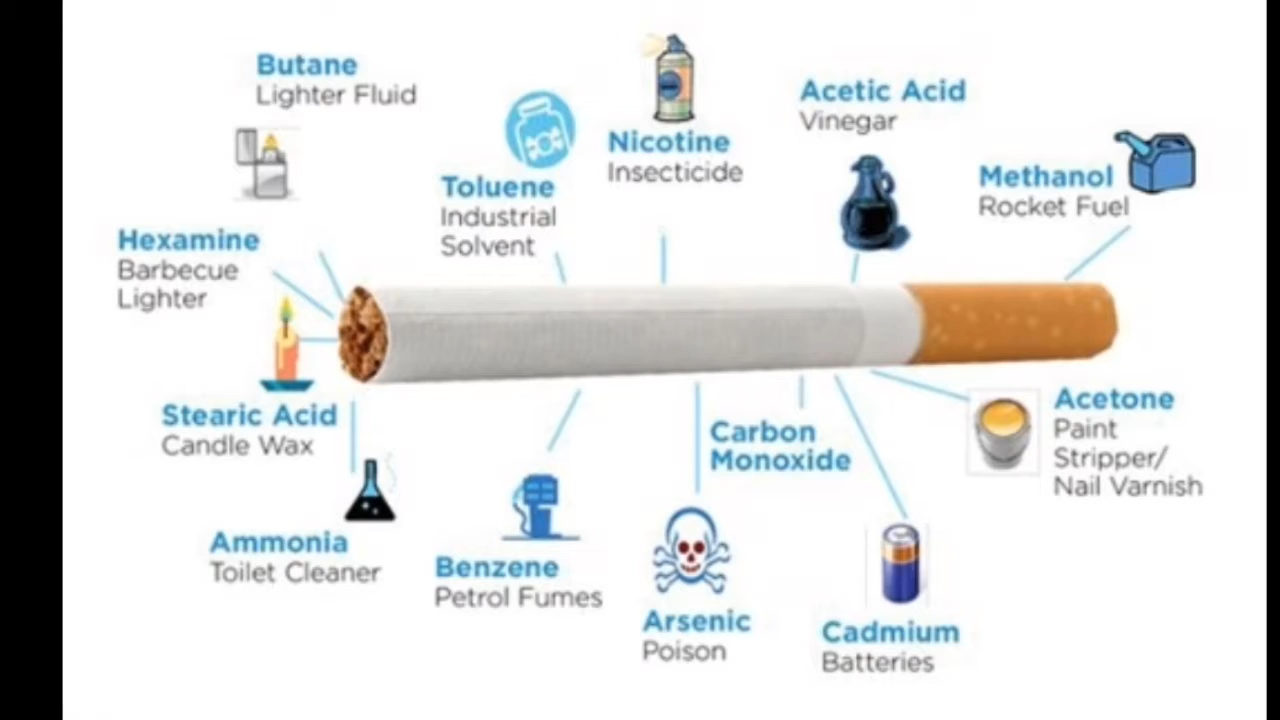 Butane
Lighter Fluid
Nicotine
Insecticide
Acetic Acid
Vinegar
Toluene
Industrial
Solvent
Methanol
Rocket Fuel
Hexamine
Barbecue
Lighter
Stearic Acid
Candle Wax
Carbon
Monoxide
Acetone
Paint
Stripper/
Nail Varnish
Ammonia
Toilet Cleaner
Benzene
Petrol Fumes
Arsenic
Poison
Cadmium
Batteries